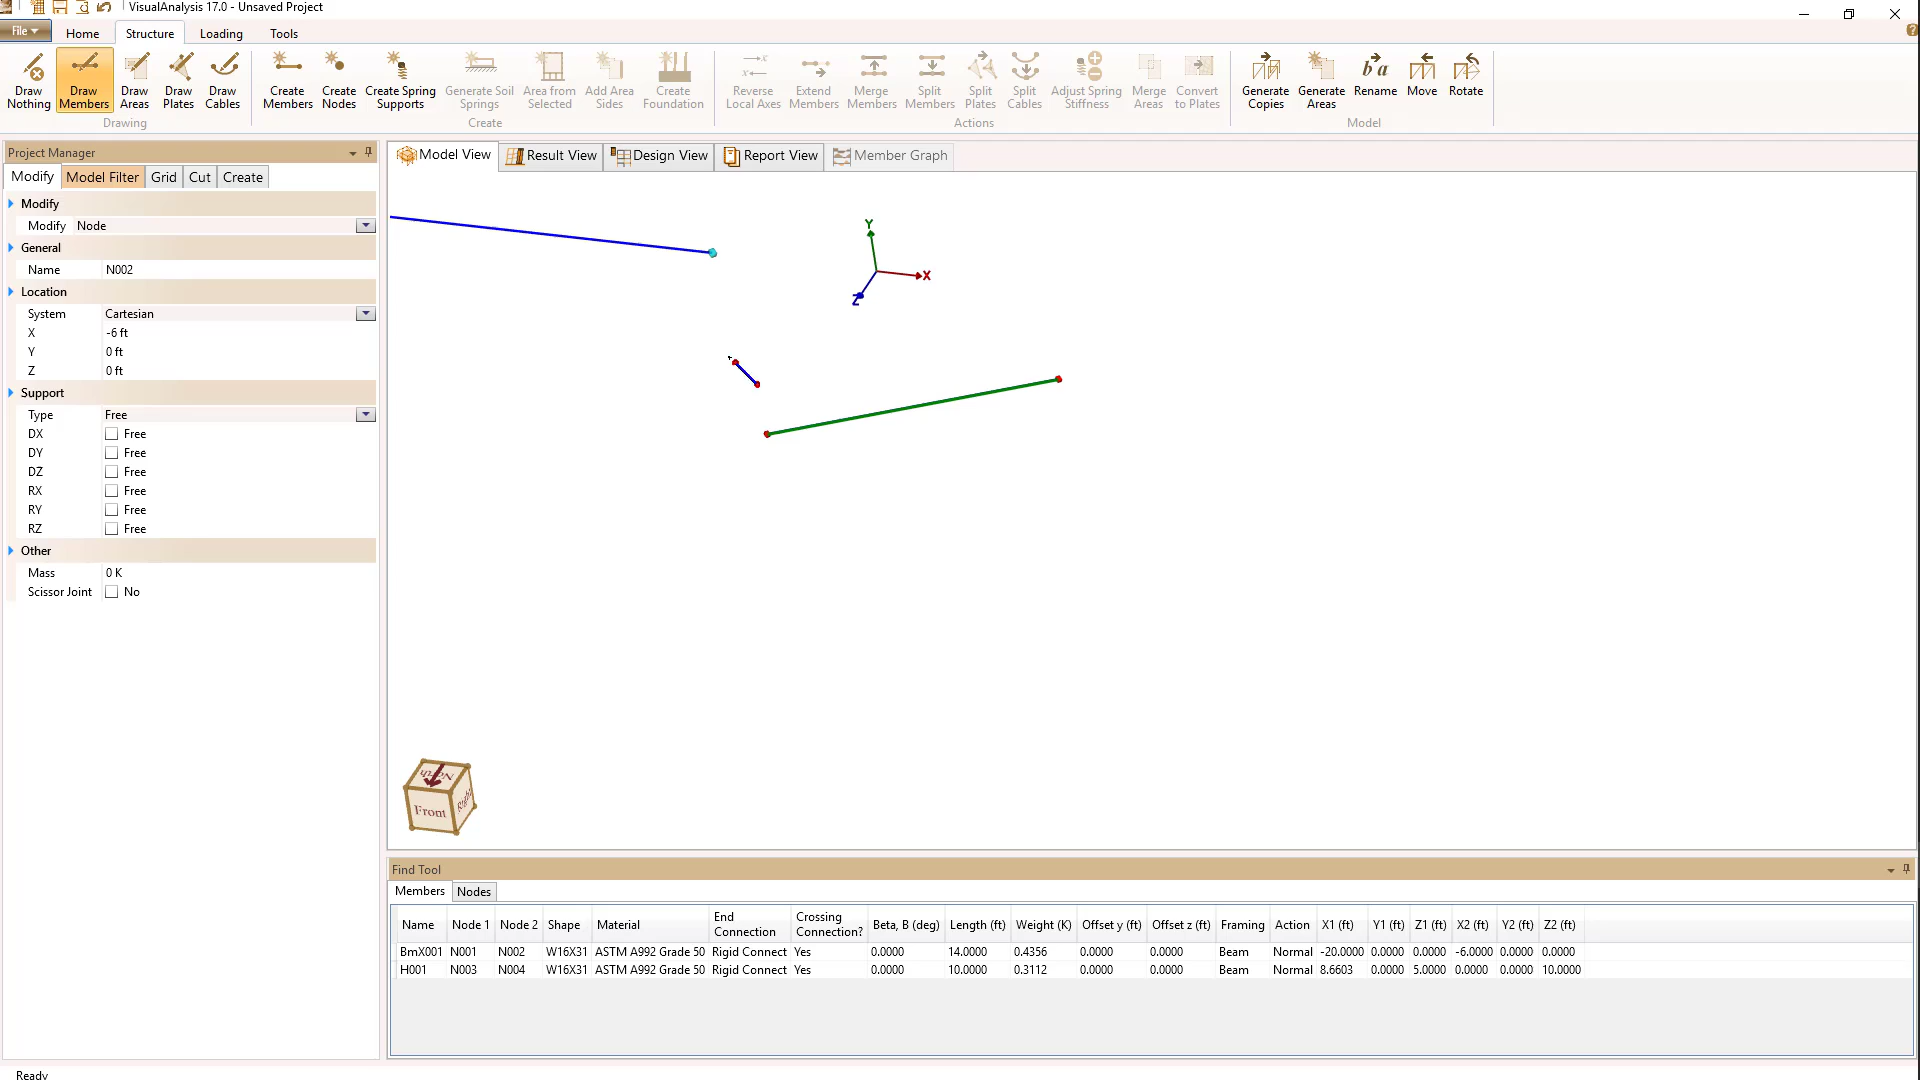 VisualAnalysis 17.0 - Unsaved Project
File Home Structure Loading Tools
Draw Nothing Draw Members Draw Areas Draw Plates Draw Cables Create Members Create Nodes Create Spring Supports Generate Soil Springs Area from Selected Add Area Sides Create Foundation Reverse Local Axes Extend Members Merge Members Split Members Split Plates Split Cables Adjust Spring Stiffness Merge Areas Convert to Plates Generate Copies Generate Areas Rename Move Rotate
Drawing Create Actions Model
Project Manager
Modify Model Filter Grid Cut Create
Modify
Modify Node
General
Name N002
Location
System Cartesian
X -6 ft
Y 0 ft
Z 0 ft
Support
Type Free
DX Free
DY Free
DZ Free
RX Free
RY Free
RZ Free
Other
Mass 0 K
Scissor Joint No
Model View Result View Design View Report View Member Graph
Y
X
Z
North
Front Right
Find Tool
Members Nodes
Name Node 1 Node 2 Shape Material End Connection Crossing Connection? Beta, B (deg) Length (ft) Weight (K) Offset y (ft) Offset z (ft) Framing Action X1 (ft) Y1 (ft) Z1 (ft) X2 (ft) Y2 (ft) Z2 (ft)
BmX001 N001 N002 W16X31 ASTM A992 Grade 50 Rigid Connect Yes 0.0000 14.0000 0.4356 0.0000 0.0000 Beam Normal -20.0000 0.0000 0.0000 -6.0000 0.0000 0.0000
H001 N003 N004 W16X31 ASTM A992 Grade 50 Rigid Connect Yes 0.0000 10.0000 0.3112 0.0000 0.0000 Beam Normal 8.6603 0.0000 5.0000 0.0000 0.0000 10.0000
Ready